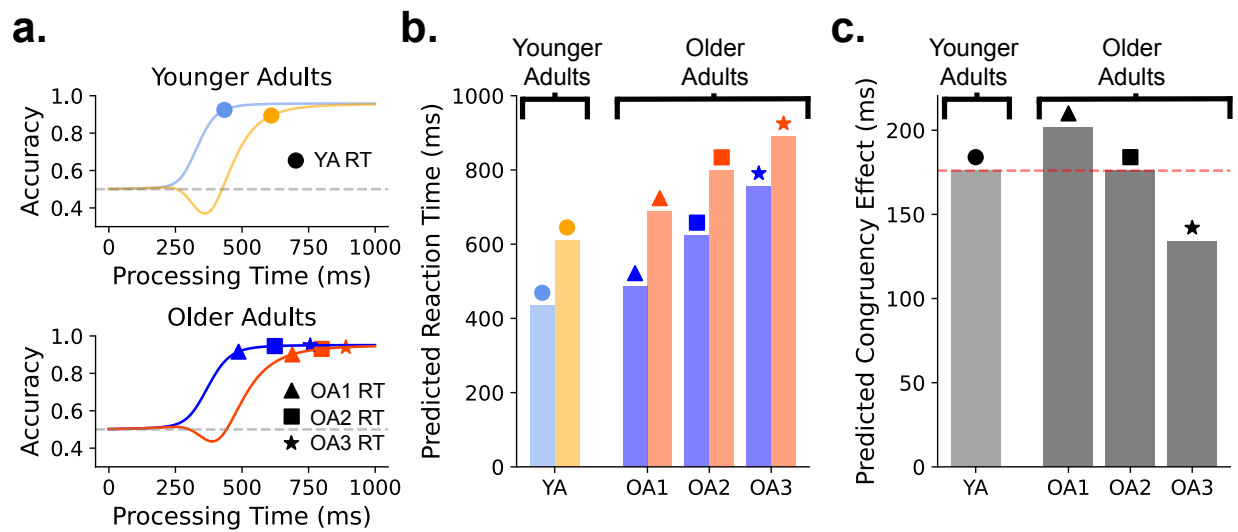 a.
Younger Adults
1.0
0.8
0.6
0.4
Accuracy
YA RT
0 250 500 750 1000
Processing Time (ms)
Older Adults
1.0
0.8
0.6
0.4
Accuracy
OA1 RT
OA2 RT
OA3 RT
0 250 500 750 1000
Processing Time (ms)
b.
Younger
Adults
Older
Adults
Predicted Reaction Time (ms)
1000
800
600
400
200
0
YA OA1 OA2 OA3
c.
Younger
Adults
Older
Adults
Predicted Congruency Effect (ms)
200
150
100
50
0
YA OA1 OA2 OA3